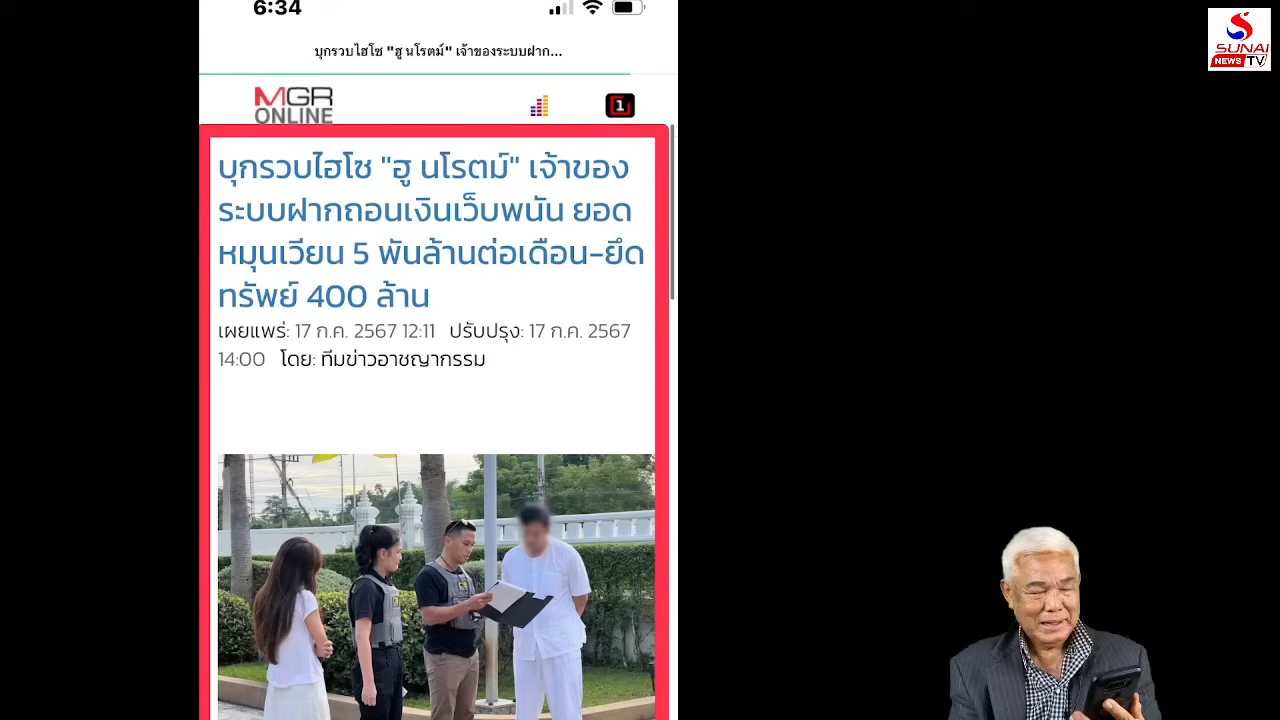 6:34
บุกรวบไฮโซ "ฮู นโรตม์" เจ้าของระบบฝาก...
MGR
ONLINE
1
SUNAI
NEWS TV
บุกรวบไฮโซ "ฮู นโรตม์" เจ้าของ
ระบบฝากถอนเงินเว็บพนัน ยอด
หมุนเวียน 5 พันล้านต่อเดือน-ยึด
ทรัพย์ 400 ล้าน
เผยแพร่: 17 ก.ค. 2567 12:11 ปรับปรุง: 17 ก.ค. 2567
14:00 โดย: ทีมข่าวอาชญากรรม